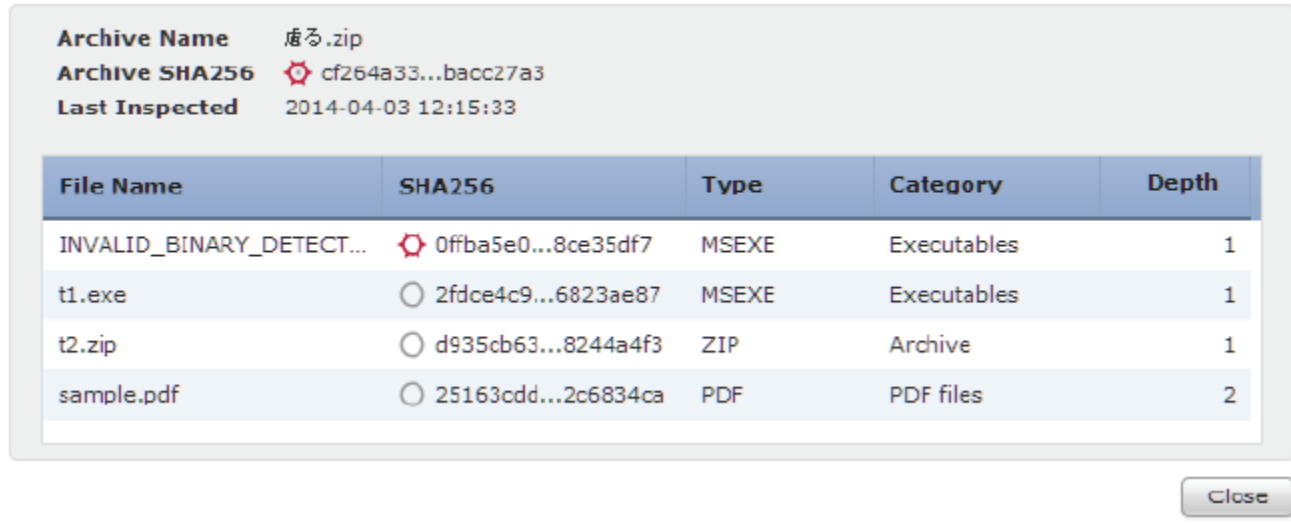 Archive Name 虐る.zip
Archive SHA256 cf264a33...bacc27a3
Last Inspected 2014-04-03 12:15:33
File Name SHA256 Type Category Depth
INVALID_BINARY_DETECT... 0ffba5e0...8ce35df7 MSEXE Executables 1
t1.exe 2fdce4c9...6823ae87 MSEXE Executables 1
t2.zip d935cb63...8244a4f3 ZIP Archive 1
sample.pdf 25163cdd...2c6834ca PDF PDF files 2
Close